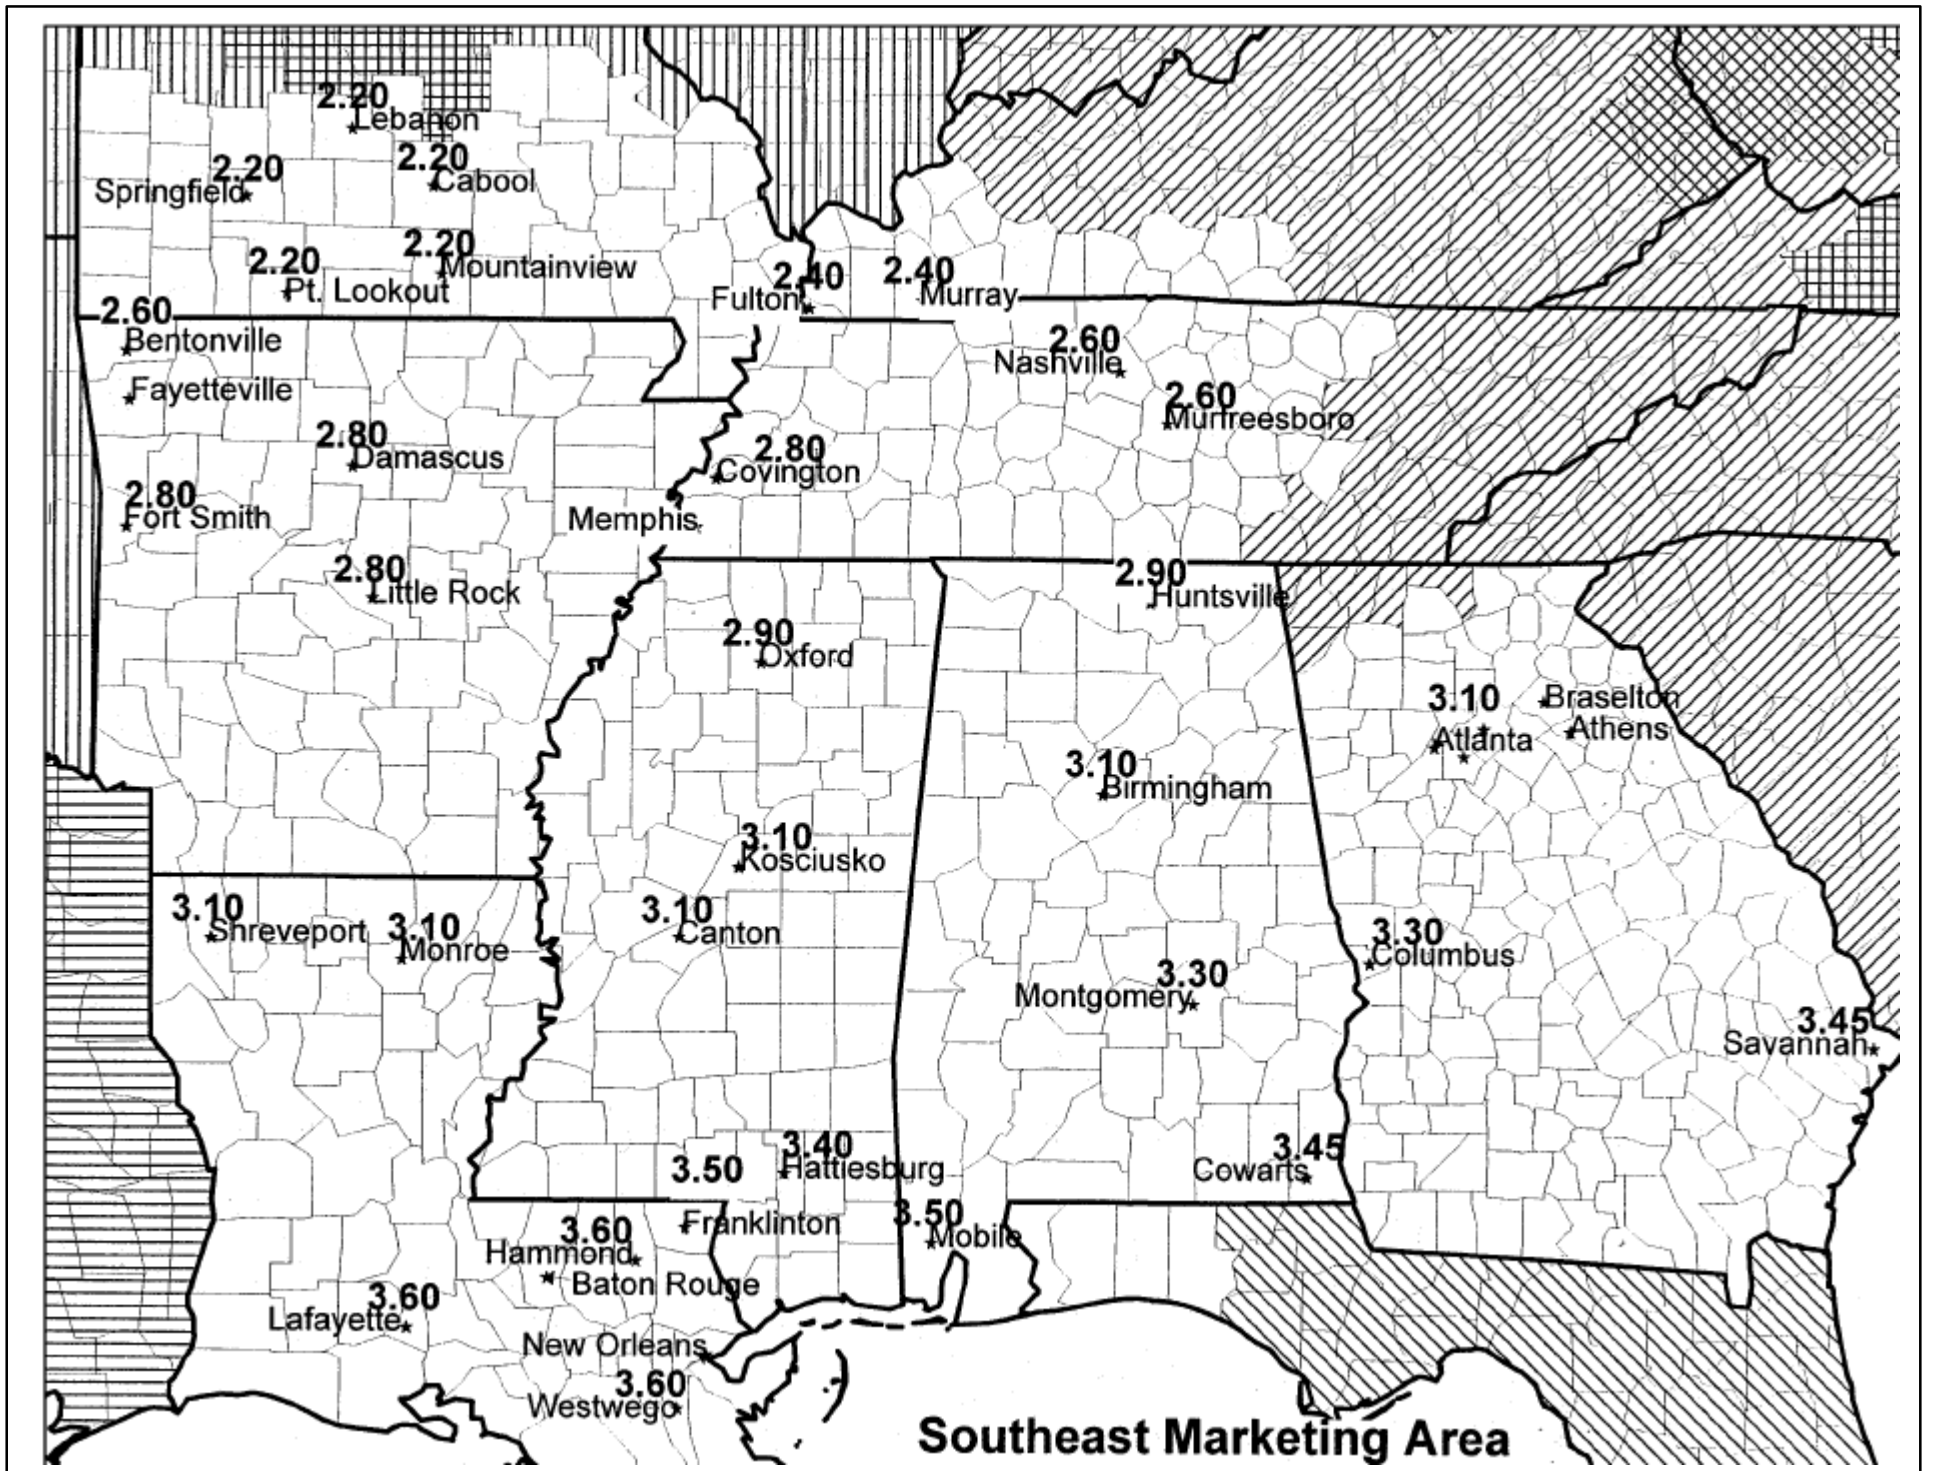 2.20
Lebanon
2.20
Cabool
2.20
Springfield
2.20
Mountainview
2.20
Pt. Lookout
2.40
Fulton
2.40
Murray
2.60
Bentonville
Fayetteville
2.60
Nashville
2.60
Murfreesboro
2.80
Damascus
2.80
Covington
2.80
Fort Smith
Memphis
2.80
Little Rock
2.90
Huntsville
2.90
Oxford
3.10
Atlanta
Braselton
Athens
3.10
Birmingham
3.10
Kosciusko
3.10
Shreveport
3.10
Monroe
3.10
Canton
3.30
Columbus
3.30
Montgomery
3.45
Savannah
3.40
Hattiesburg
3.45
Cowarts
3.50
Franklinton
3.50
Mobile
3.60
Hammond
Baton Rouge
3.60
Lafayette
New Orleans
3.60
Westwego
Southeast Marketing Area